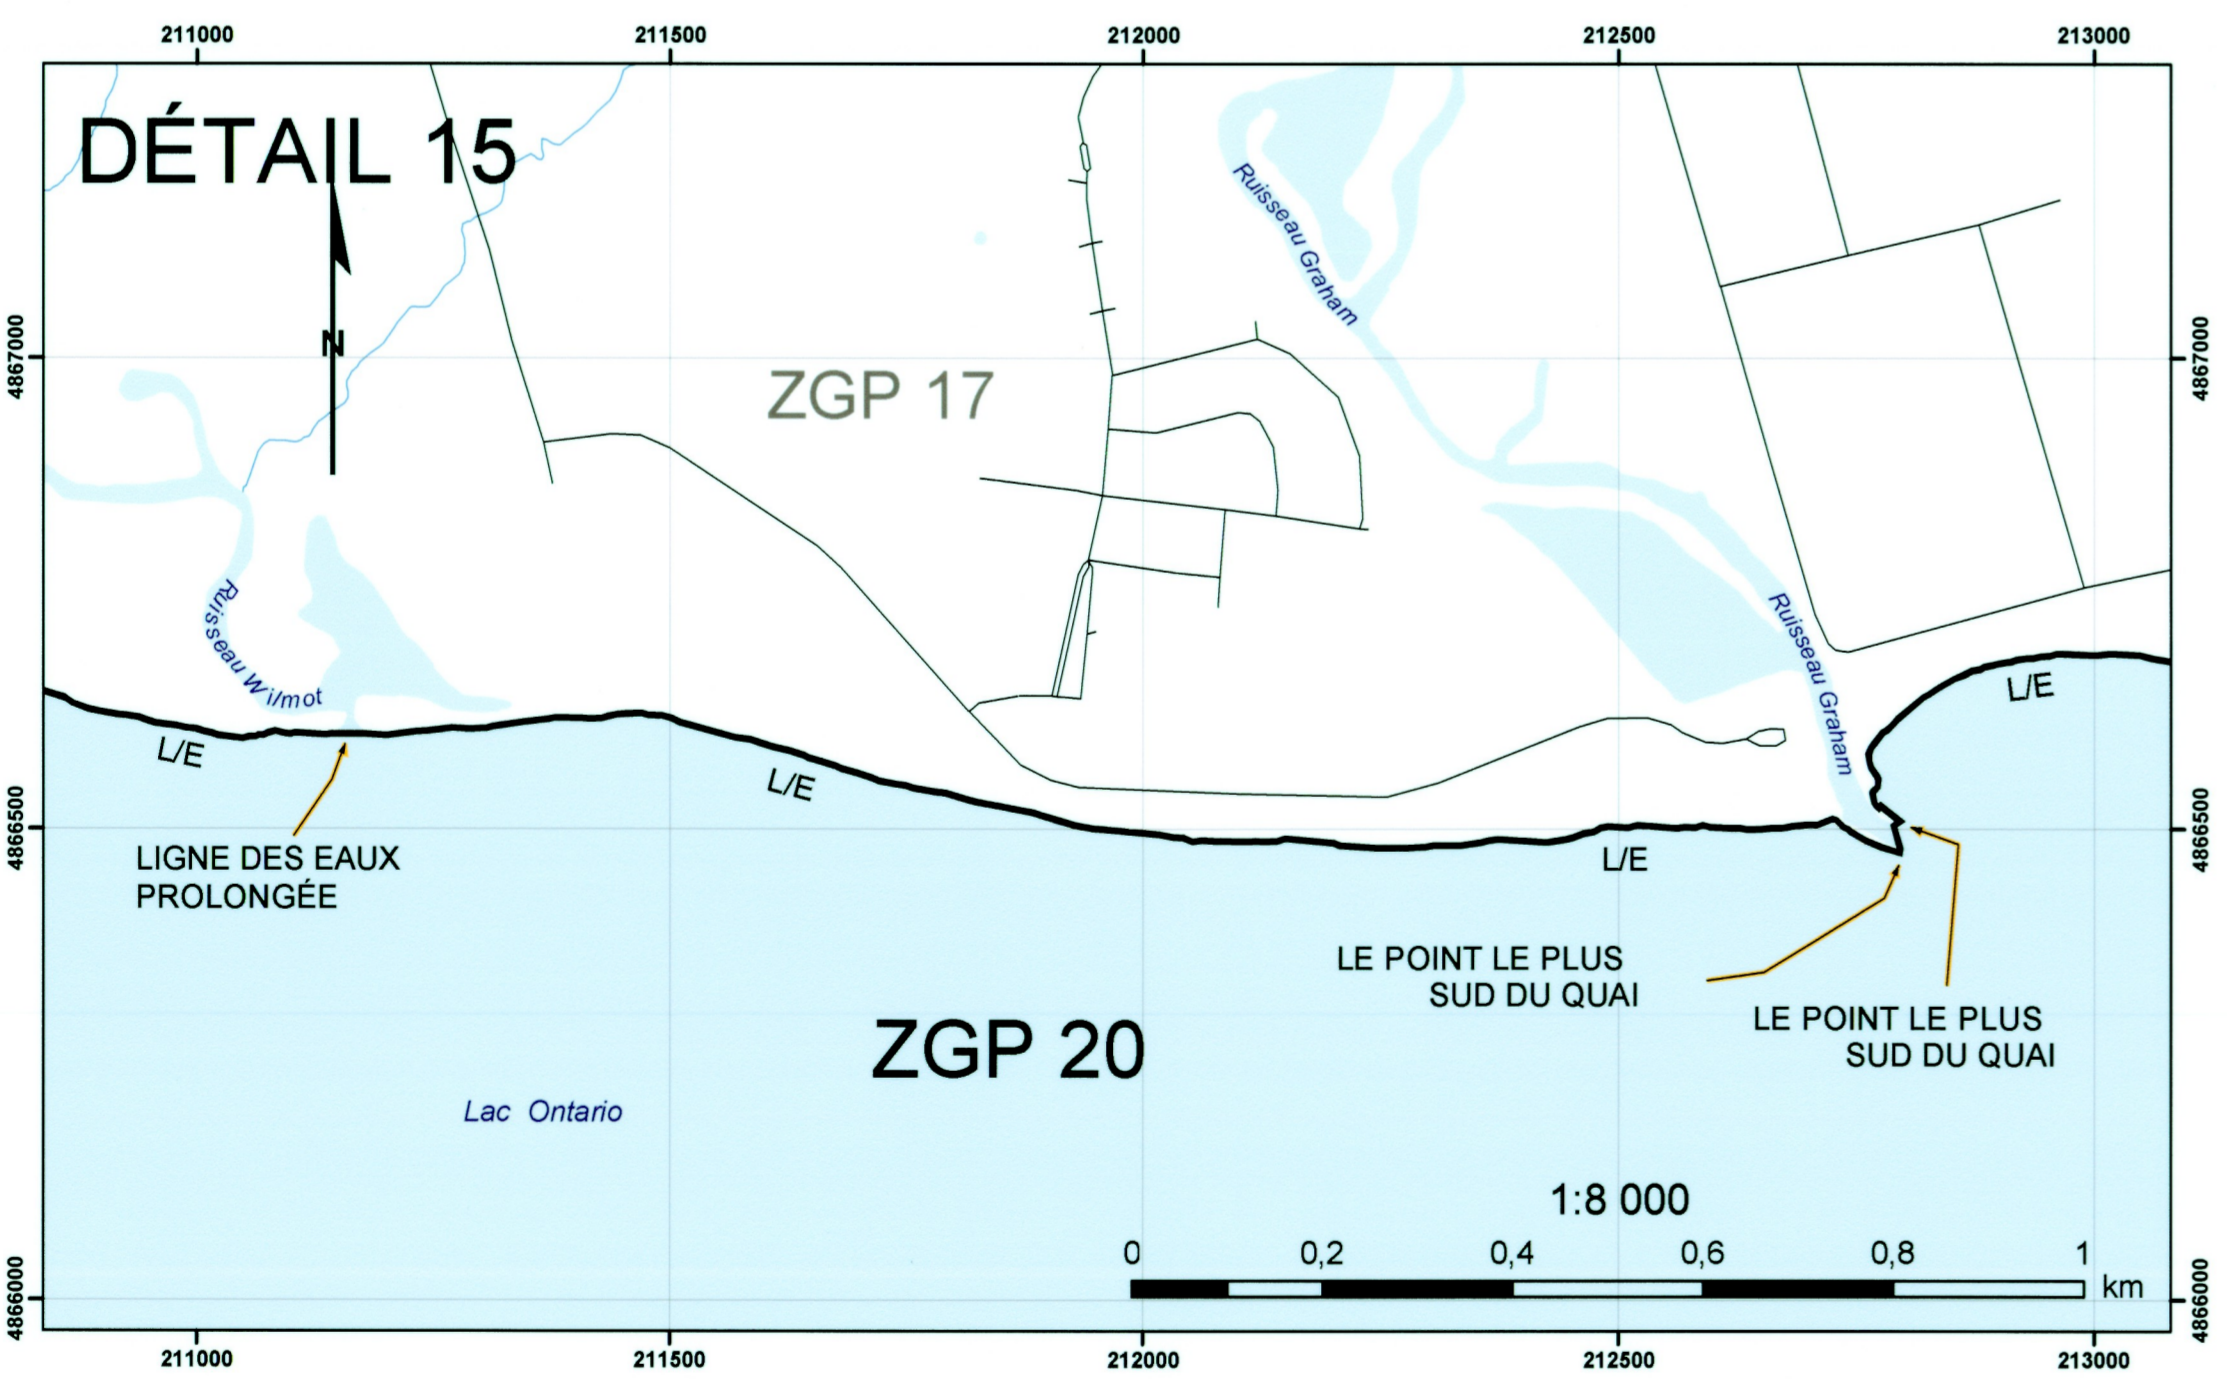 211000 211500 212000 212500 213000
DÉTAIL 15
N
Ruisseau Graham
4867000
4867000
ZGP 17
Ruisseau Wilmot
Ruisseau Graham
L/E
L/E
L/E
L/E
4866500
4866500
LIGNE DES EAUX
PROLONGÉE
LE POINT LE PLUS
SUD DU QUAI
LE POINT LE PLUS
SUD DU QUAI
ZGP 20
Lac Ontario
1:8 000
0 0,2 0,4 0,6 0,8 1
km
4866000
4866000
211000 211500 212000 212500 213000